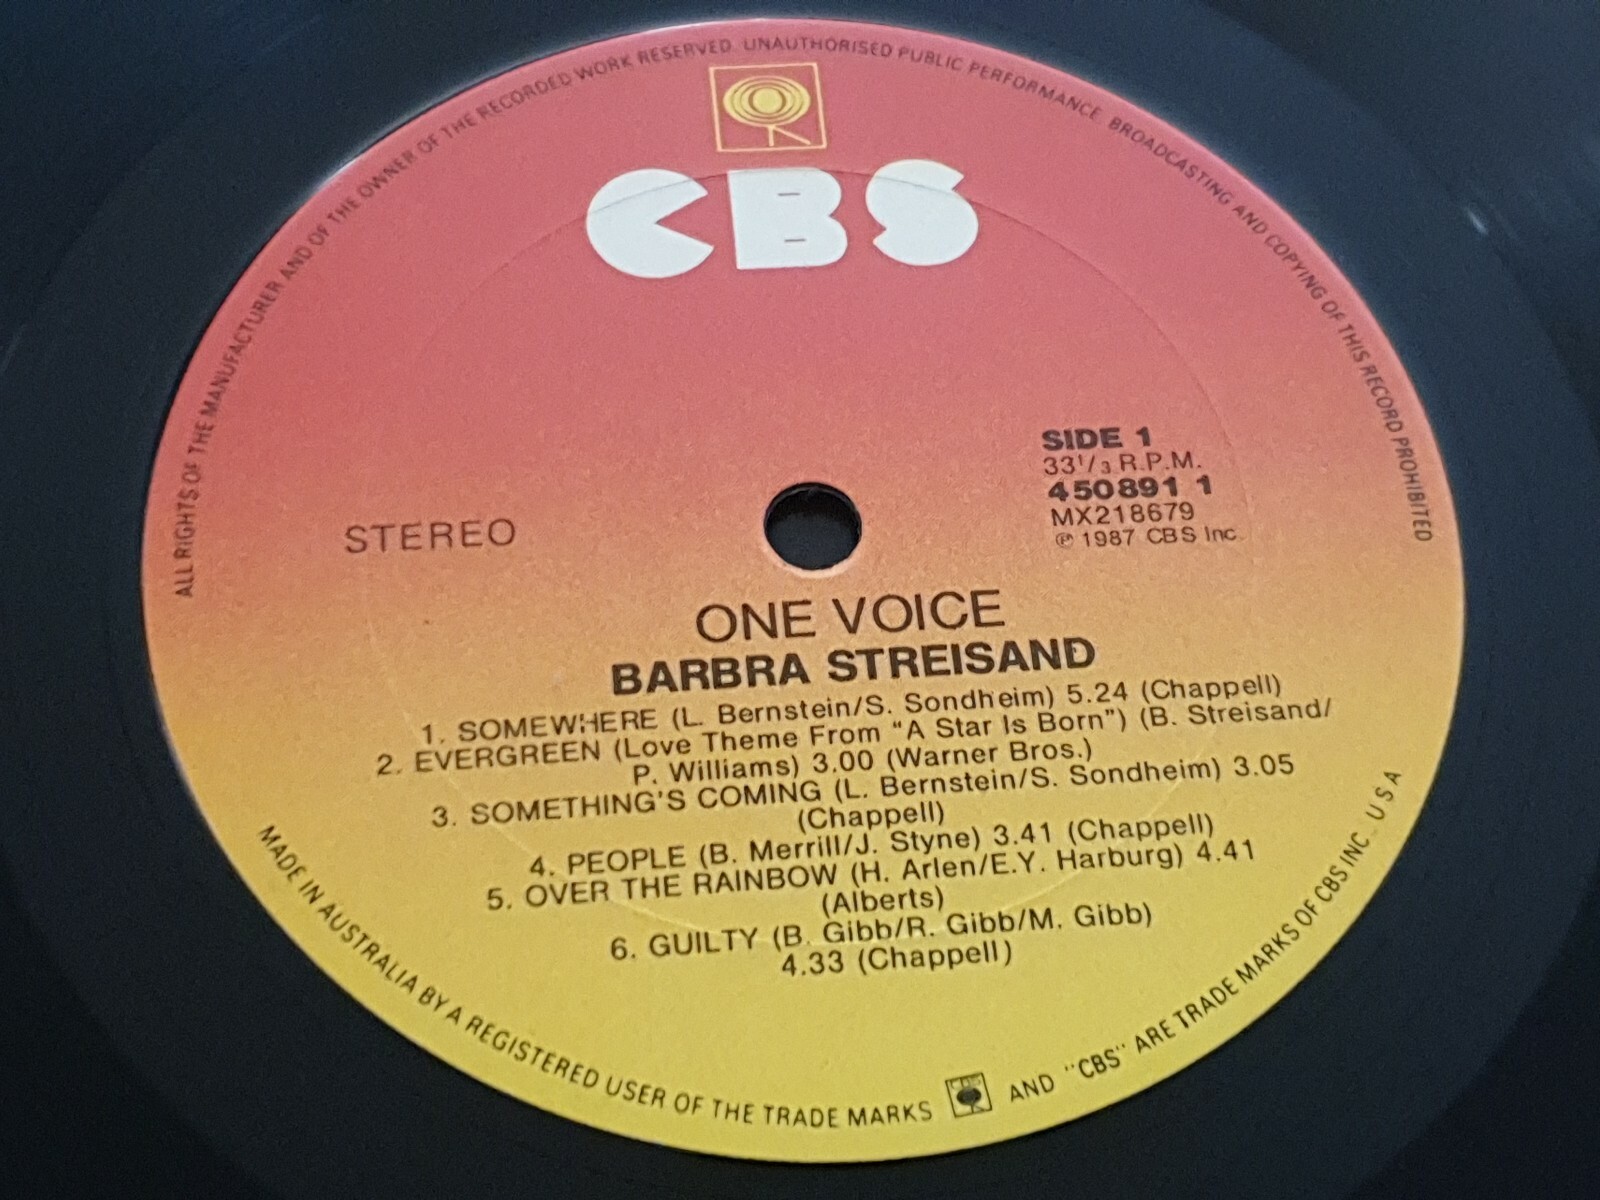 ALL RIGHTS OF THE MANUFACTURER AND OF THE OWNER OF THE RECORDED WORK RESERVED. UNAUTHORISED PUBLIC PERFORMANCE. BROADCASTING AND COPYING OF THIS RECORD PROHIBITED
CBS
SIDE 1
33 1/3 R.P.M.
450891 1
MX218679
℗ 1987 CBS Inc.
STEREO
ONE VOICE
BARBRA STREISAND
1. SOMEWHERE (L. Bernstein/S. Sondheim) 5.24 (Chappell)
2. EVERGREEN (Love Theme From “A Star Is Born”) (B. Streisand/
P. Williams) 3.00 (Warner Bros.)
3. SOMETHING'S COMING (L. Bernstein/S. Sondheim) 3.05
(Chappell)
4. PEOPLE (B. Merrill/J. Styne) 3.41 (Chappell)
5. OVER THE RAINBOW (H. Arlen/E.Y. Harburg) 4.41
(Alberts)
6. GUILTY (B. Gibb/R. Gibb/M. Gibb)
4.33 (Chappell)
MADE IN AUSTRALIA BY A REGISTERED USER OF THE TRADE MARKS CBS AND "CBS" ARE TRADE MARKS OF CBS INC. U S A